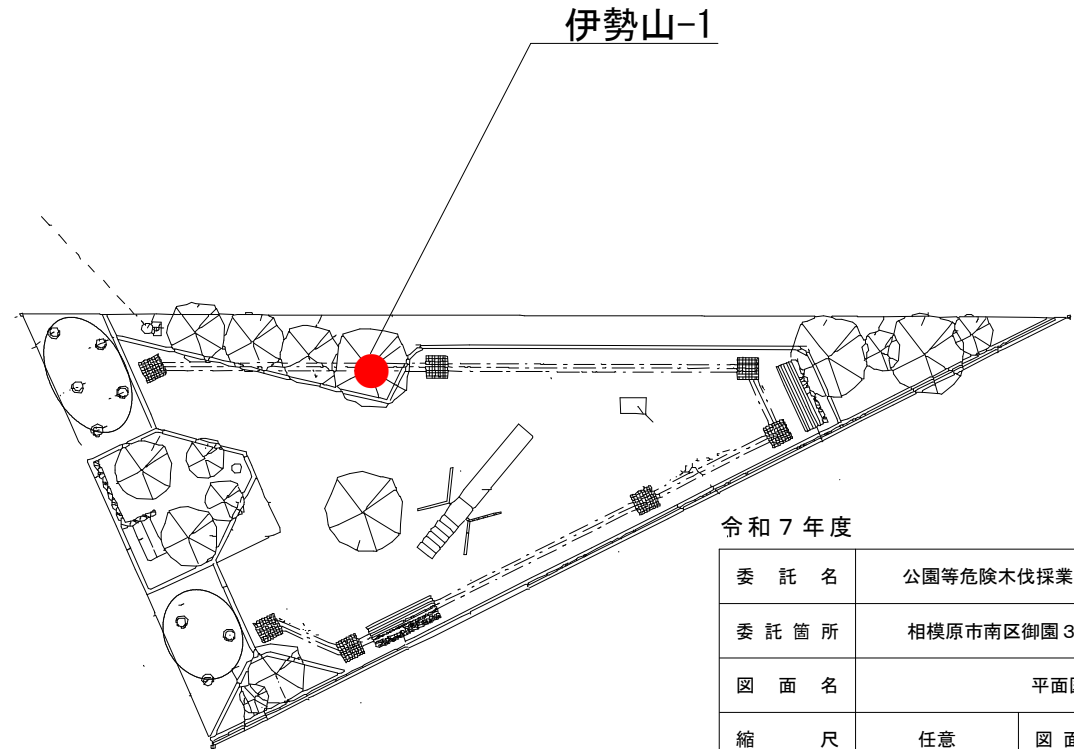 伊勢山-1
令和7年度
委託名 公園等危険木伐採業
委託箇所 相模原市南区御園3
図面名 平面図
縮尺 任意 図面